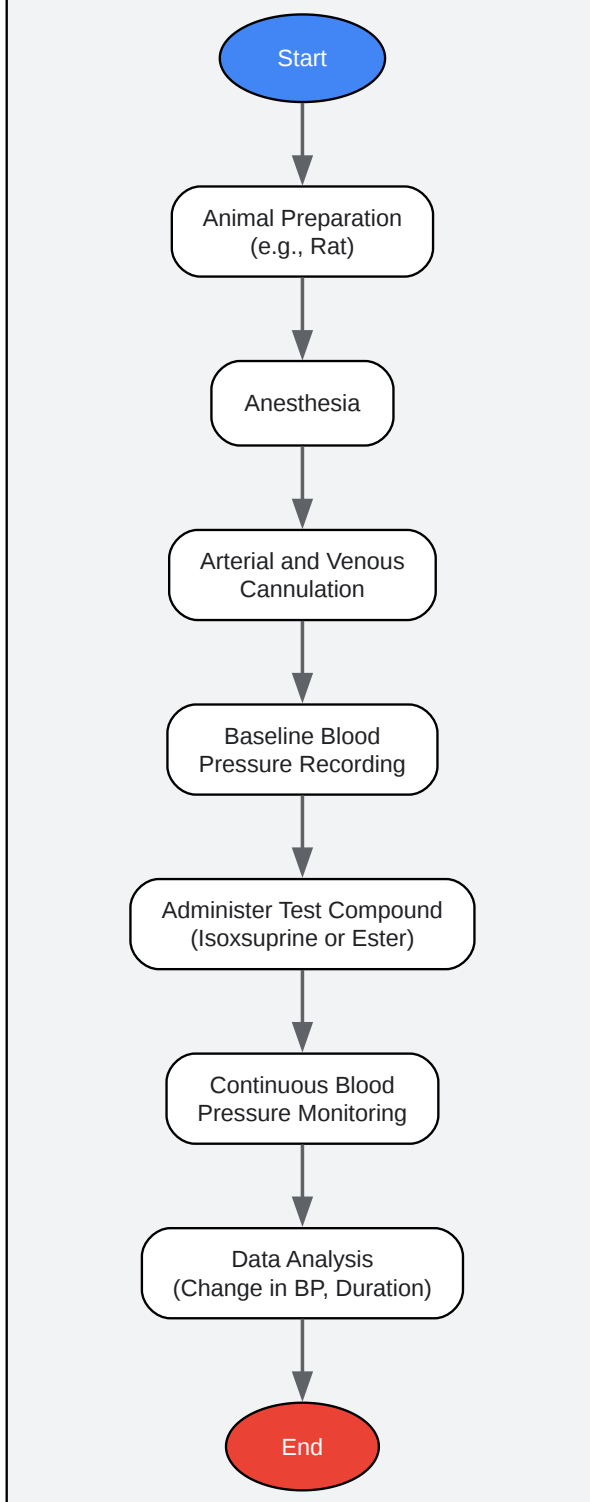 Start
Animal Preparation
(e.g., Rat)
Anesthesia
Arterial and Venous
Cannulation
Baseline Blood
Pressure Recording
Administer Test Compound
(Isoxsuprine or Ester)
Continuous Blood
Pressure Monitoring
Data Analysis
(Change in BP, Duration)
End